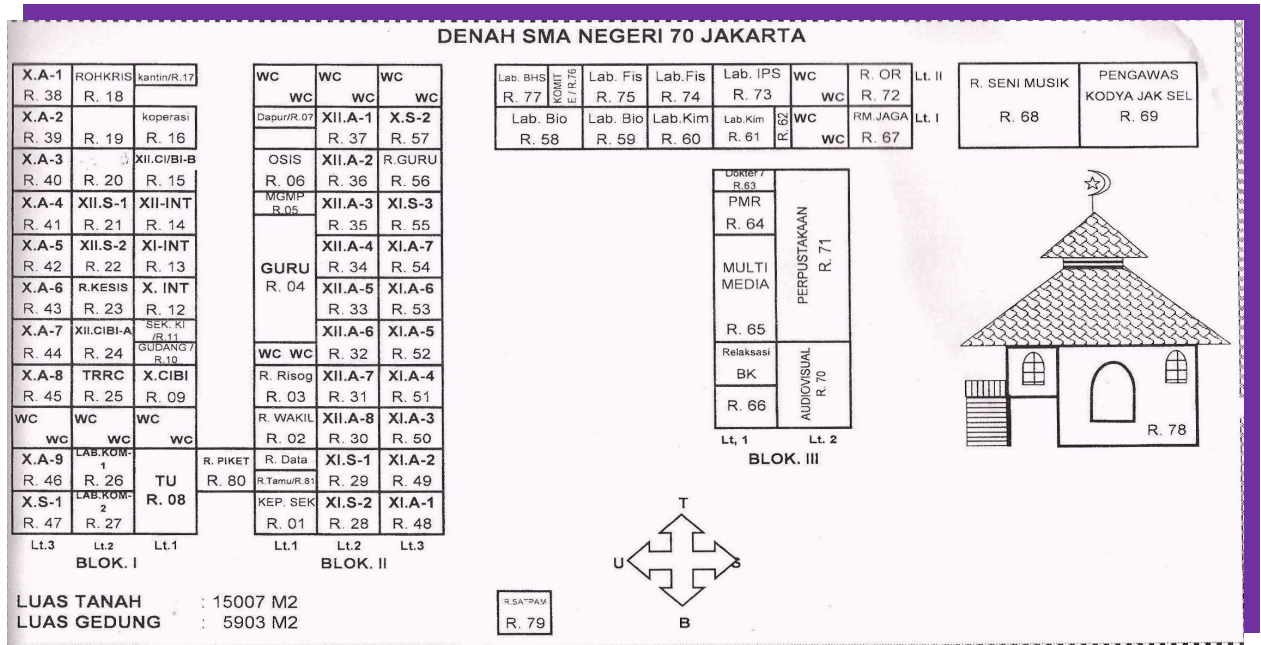 DENAH SMA NEGERI 70 JAKARTA
X.A-1 ROHKRIS kantin/R.17
R. 38 R. 18
X.A-2 koperasi
R. 39 R. 19 R. 16
X.A-3 XII.CI/BI-B
R. 40 R. 20 R. 15
X.A-4 XII.S-1 XII-INT
R. 41 R. 21 R. 14
X.A-5 XII.S-2 XI-INT
R. 42 R. 22 R. 13
X.A-6 R.KESIS X. INT
R. 43 R. 23 R. 12
X.A-7 XII.CIBI-A SEK. KI /R.11
R. 44 R. 24 GUDANG / R.10
X.A-8 TRRC X.CIBI
R. 45 R. 25 R. 09
WC WC WC
WC WC WC
X.A-9 LAB.KOM-1 TU
R. 46 R. 26 R. 08
X.S-1 LAB.KOM-2
R. 47 R. 27
Lt.3 Lt.2 Lt.1
BLOK. I
R. PIKET
R. 80
WC WC WC
WC WC WC
Dapur/R.07 XII.A-1 X.S-2
R. 37 R. 57
OSIS XII.A-2 R.GURU
R. 06 R. 36 R. 56
MGMP R.05 XII.A-3 XI.S-3
R. 35 R. 55
GURU XII.A-4 XI.A-7
R. 04 R. 34 R. 54
XII.A-5 XI.A-6
R. 33 R. 53
XII.A-6 XI.A-5
WC WC R. 32 R. 52
R. Risog XII.A-7 XI.A-4
R. 03 R. 31 R. 51
R. WAKIL XII.A-8 XI.A-3
R. 02 R. 30 R. 50
R. Data XI.S-1 XI.A-2
R.Tamu/R.81 R. 29 R. 49
KEP. SEK XI.S-2 XI.A-1
R. 01 R. 28 R. 48
Lt.1 Lt.2 Lt.3
BLOK. II
Lab. BHS KOMIT E / R.76 Lab. Fis Lab.Fis Lab. IPS WC R. OR Lt. II
R. 77 R. 75 R. 74 R. 73 WC R. 72
Lab. Bio Lab. Bio Lab.Kim Lab.Kim R. 62 WC RM.JAGA Lt. I
R. 58 R. 59 R. 60 R. 61 WC R. 67
R. SENI MUSIK PENGAWAS
KODYA JAK SEL
R. 68 R. 69
Dokter /
R.63
PMR
R. 64
MULTI
MEDIA
R. 65
Relaksasi
BK
R. 66
PERPUSTAKAAN
R. 71
AUDIOVISUAL
R. 70
Lt, 1 Lt. 2
BLOK. III
R. 78
T
U S
B
LUAS TANAH : 15007 M2
LUAS GEDUNG : 5903 M2
R.SATPAM
R. 79